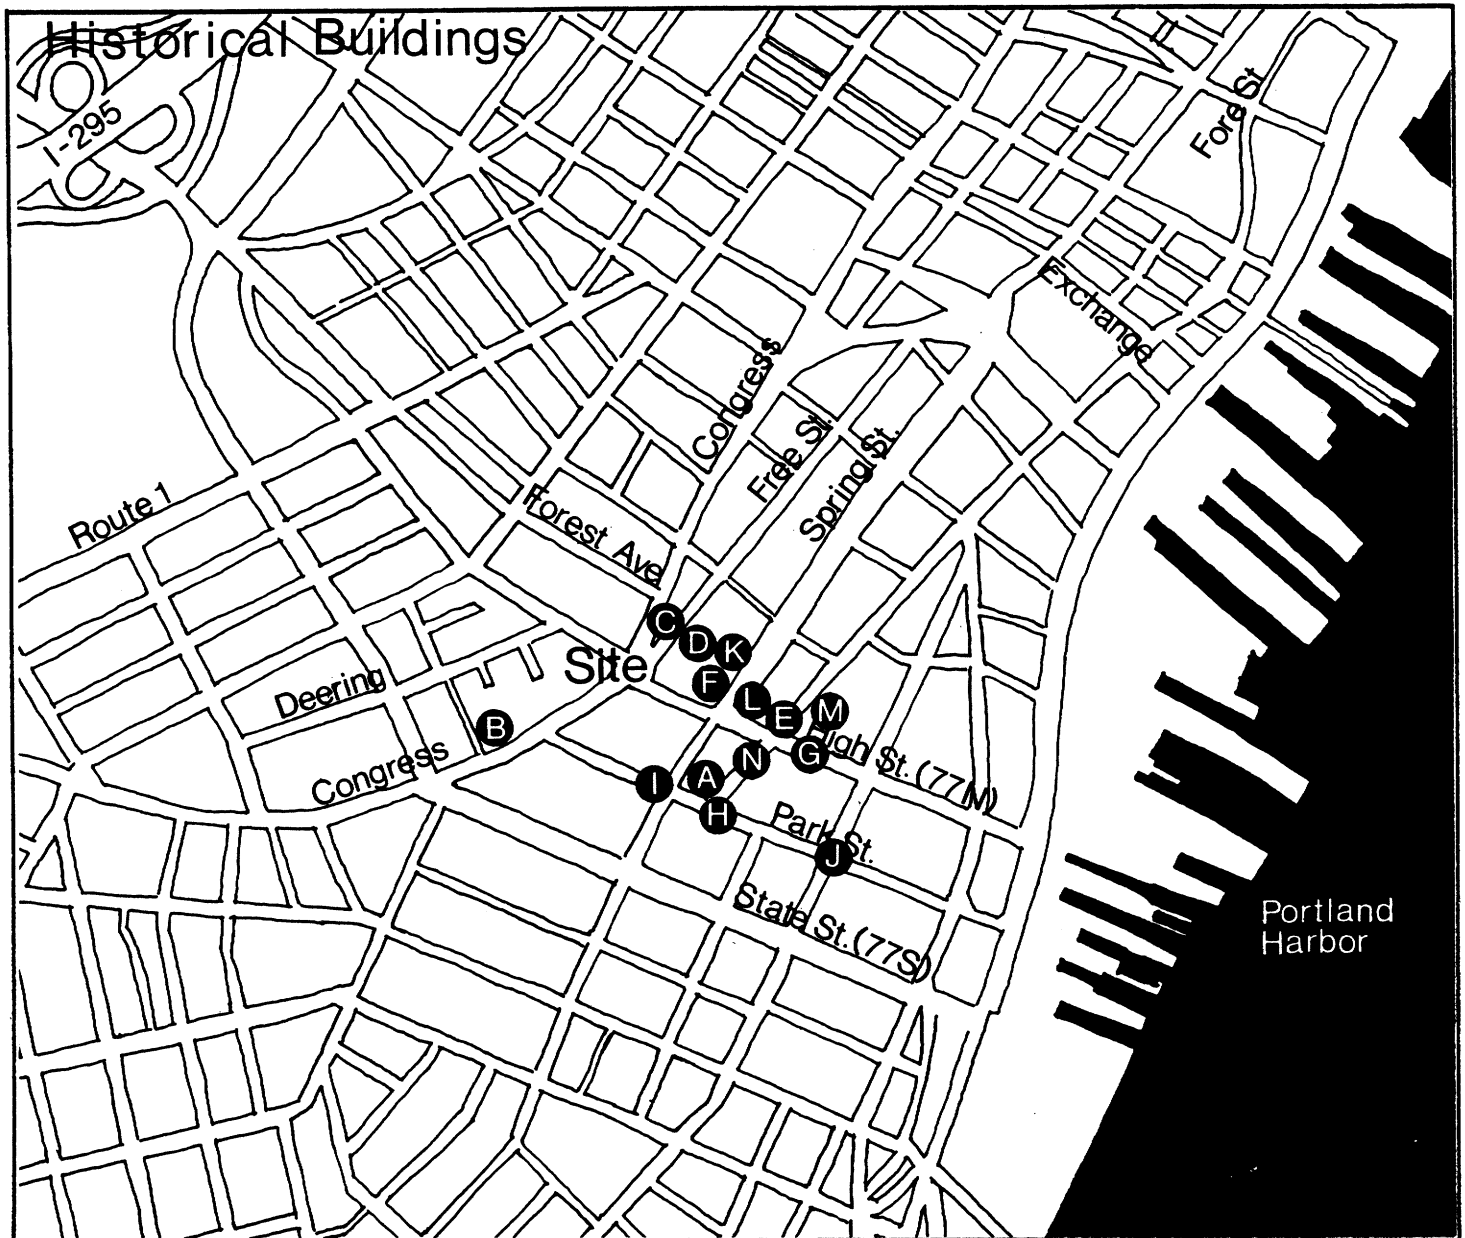 Historical Buildings
I-295
Fore St.
Exchange
Congress
Free St.
Spring St.
Route 1
Forest Ave
C
D
K
Site
F
L
E
M
Deering
B
High St. (77N)
G
N
Congress
I
A
H
Park St.
J
State St. (77S)
Portland
Harbor